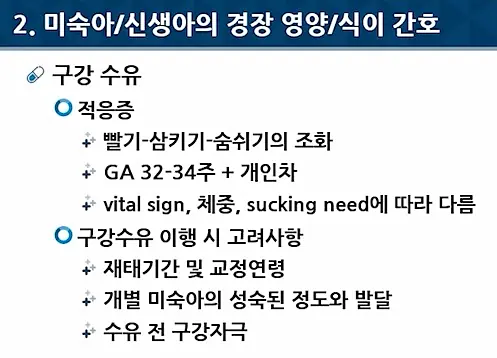 2. 미숙아/신생아의 경장 영양/식이 간호
구강 수유
적응증
빨기-삼키기-숨쉬기의 조화
GA 32-34주 + 개인차
vital sign, 체중, sucking need에 따라 다름
구강수유 이행 시 고려사항
재태기간 및 교정연령
개별 미숙아의 성숙된 정도와 발달
수유 전 구강자극